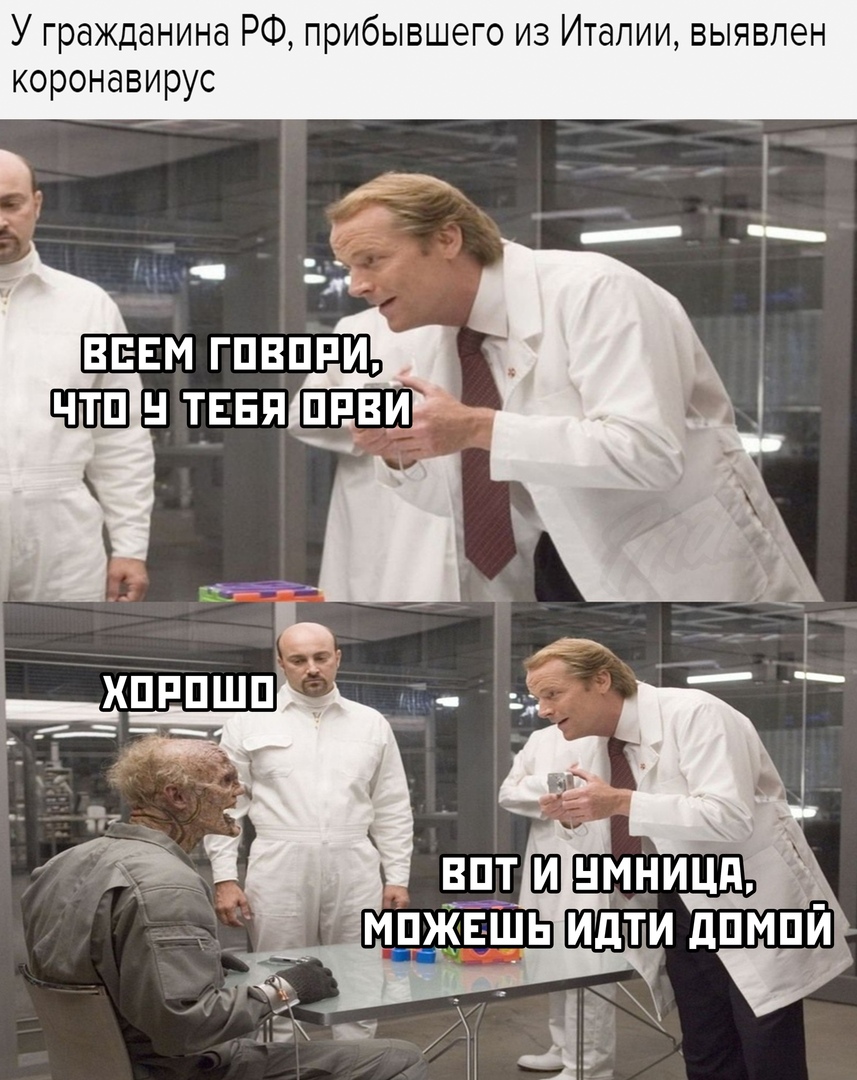 У гражданина РФ, прибывшего из Италии, выявлен
коронавирус
ВСЕМ ГОВОРИ,
ЧТО У ТЕБЯ ОРВИ
ХОРОШО
ВОТ И УМНИЦА,
МОЖЕШЬ ИДТИ ДОМОЙ